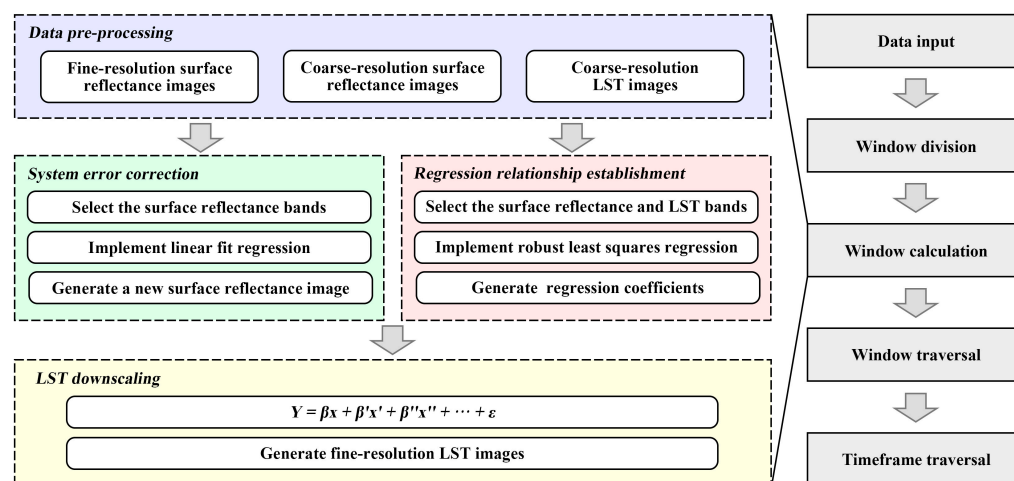 Data pre-processing
Fine-resolution surface
reflectance images
Coarse-resolution surface
reflectance images
Coarse-resolution
LST images
System error correction
Select the surface reflectance bands
Implement linear fit regression
Generate a new surface reflectance image
Regression relationship establishment
Select the surface reflectance and LST bands
Implement robust least squares regression
Generate regression coefficients
LST downscaling
Y = βx + β'x' + β''x'' + ⋯ + ε
Generate fine-resolution LST images
Data input
Window division
Window calculation
Window traversal
Timeframe traversal